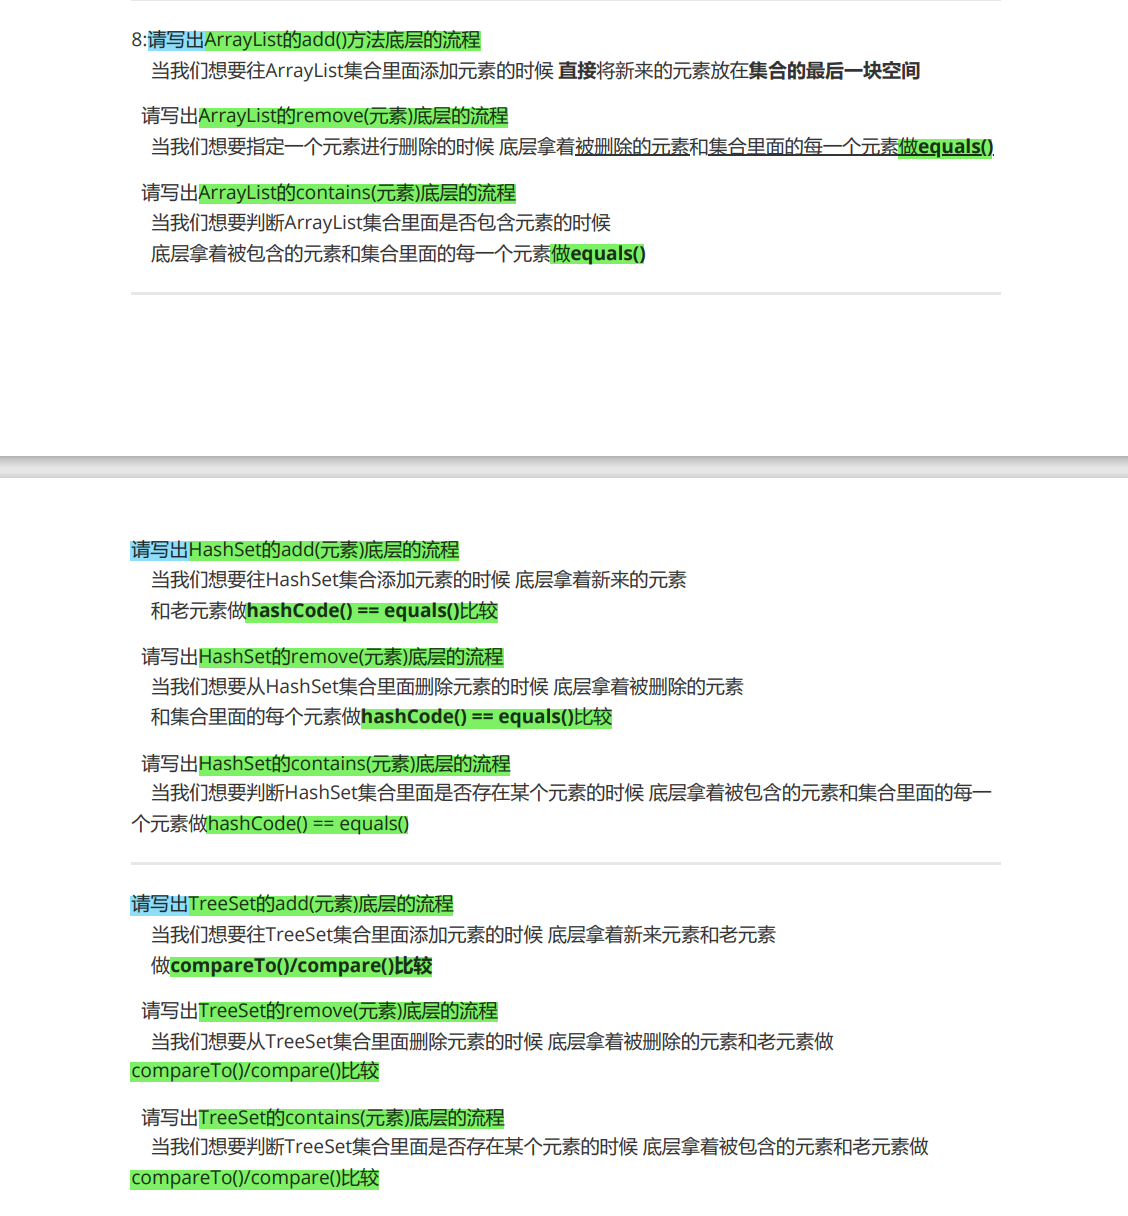 8:请写出ArrayList的add()方法底层的流程
当我们想要往ArrayList集合里面添加元素的时候 直接将新来的元素放在集合的最后一块空间
请写出ArrayList的remove(元素)底层的流程
当我们想要指定一个元素进行删除的时候 底层拿着被删除的元素和集合里面的每一个元素做equals()
请写出ArrayList的contains(元素)底层的流程
当我们想要判断ArrayList集合里面是否包含元素的时候
底层拿着被包含的元素和集合里面的每一个元素做equals()
请写出HashSet的add(元素)底层的流程
当我们想要往HashSet集合添加元素的时候 底层拿着新来的元素
和老元素做hashCode() == equals()比较
请写出HashSet的remove(元素)底层的流程
当我们想要从HashSet集合里面删除元素的时候 底层拿着被删除的元素
和集合里面的每个元素做hashCode() == equals()比较
请写出HashSet的contains(元素)底层的流程
当我们想要判断HashSet集合里面是否存在某个元素的时候 底层拿着被包含的元素和集合里面的每一
个元素做hashCode() == equals()
请写出TreeSet的add(元素)底层的流程
当我们想要往TreeSet集合里面添加元素的时候 底层拿着新来元素和老元素
做compareTo()/compare()比较
请写出TreeSet的remove(元素)底层的流程
当我们想要从TreeSet集合里面删除元素的时候 底层拿着被删除的元素和老元素做
compareTo()/compare()比较
请写出TreeSet的contains(元素)底层的流程
当我们想要判断TreeSet集合里面是否存在某个元素的时候 底层拿着被包含的元素和老元素做
compareTo()/compare()比较